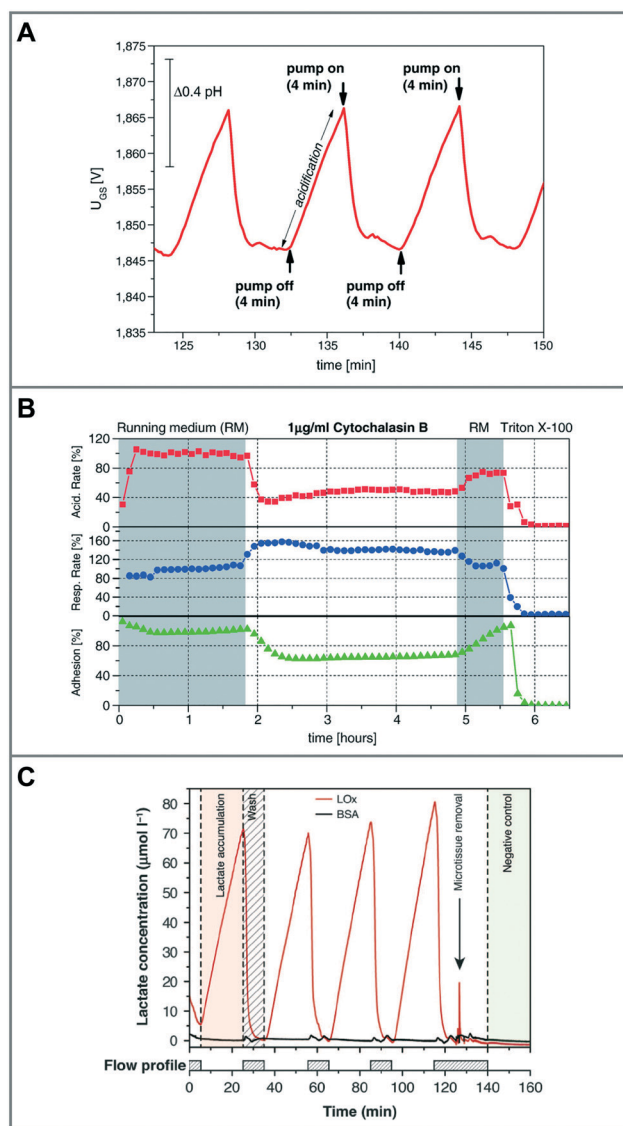 A
1,875
1,870
1,865
1,860
1,855
1,850
1,845
1,840
1,835
U_GS [V]
Δ0.4 pH
pump on
(4 min)
pump on
(4 min)
acidification
pump off
(4 min)
pump off
(4 min)
125 130 135 140 145 150
time [min]
B
Running medium (RM) 1µg/ml Cytochalasin B RM Triton X-100
Acid. Rate [%]
120
80
40
0
Resp. Rate [%]
160
120
80
40
0
Adhesion [%]
80
40
0
0 1 2 3 4 5 6
time [hours]
C
Lactate concentration (µmol l⁻¹)
80
70
60
50
40
30
20
10
0
Lactate accumulation
Wash
LOx
BSA
Microtissue removal
Negative control
Flow profile
0 20 40 60 80 100 120 140 160
Time (min)